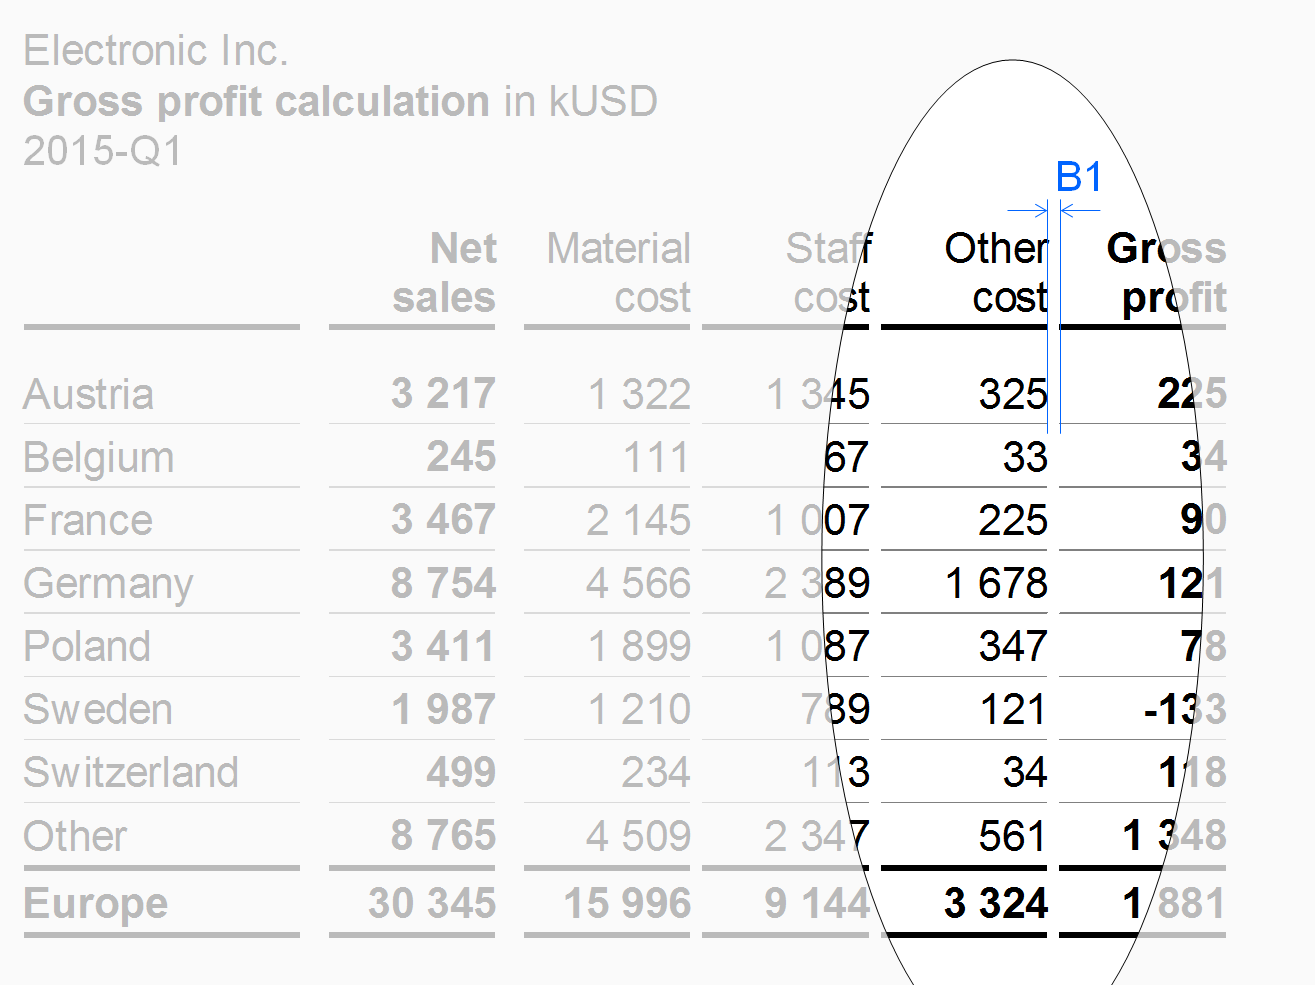 Electronic Inc.
Gross profit calculation in kUSD
2015-Q1
B1
Net sales Material cost Staff cost Other cost Gross profit
Austria 3 217 1 322 1 345 325 225
Belgium 245 111 67 33 34
France 3 467 2 145 1 007 225 90
Germany 8 754 4 566 2 389 1 678 121
Poland 3 411 1 899 1 087 347 78
Sweden 1 987 1 210 789 121 -133
Switzerland 499 234 113 34 118
Other 8 765 4 509 2 347 561 1 348
Europe 30 345 15 996 9 144 3 324 1 881